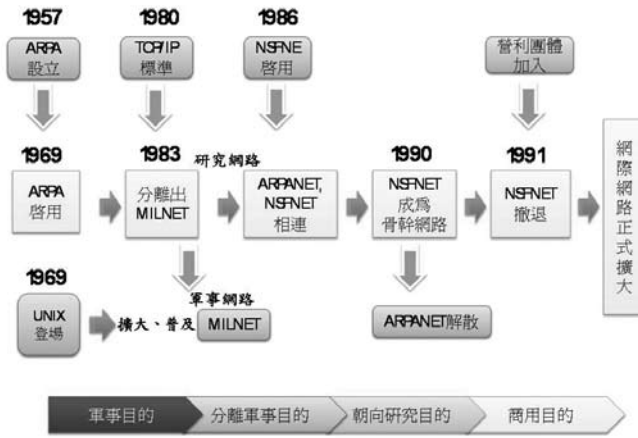 1957
1980
1986
ARPA
設立
TCP/IP
標準
NSFNE
啓用
營利團體
加入
1969
1983
研究網路
1990
1991
ARPA
啓用
分離出
MILNET
ARPANET,
NSFNET
相連
NSFNET
成爲
骨幹網路
NSFNET
撤退
網際網路正式擴大
1969
UNIX
登場
擴大、普及
軍事網路
MILNET
ARPANET解散
軍事目的
分離軍事目的
朝向研究目的
商用目的